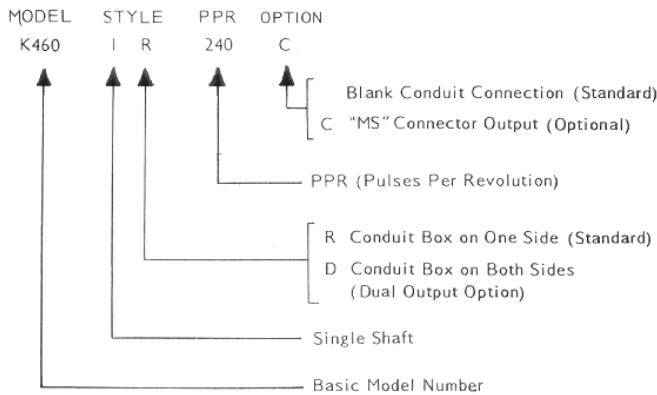 MODEL STYLE PPR OPTION
K460 I R 240 C
Blank Conduit Connection (Standard)
C "MS" Connector Output (Optional)
PPR (Pulses Per Revolution)
R Conduit Box on One Side (Standard)
D Conduit Box on Both Sides
(Dual Output Option)
Single Shaft
Basic Model Number